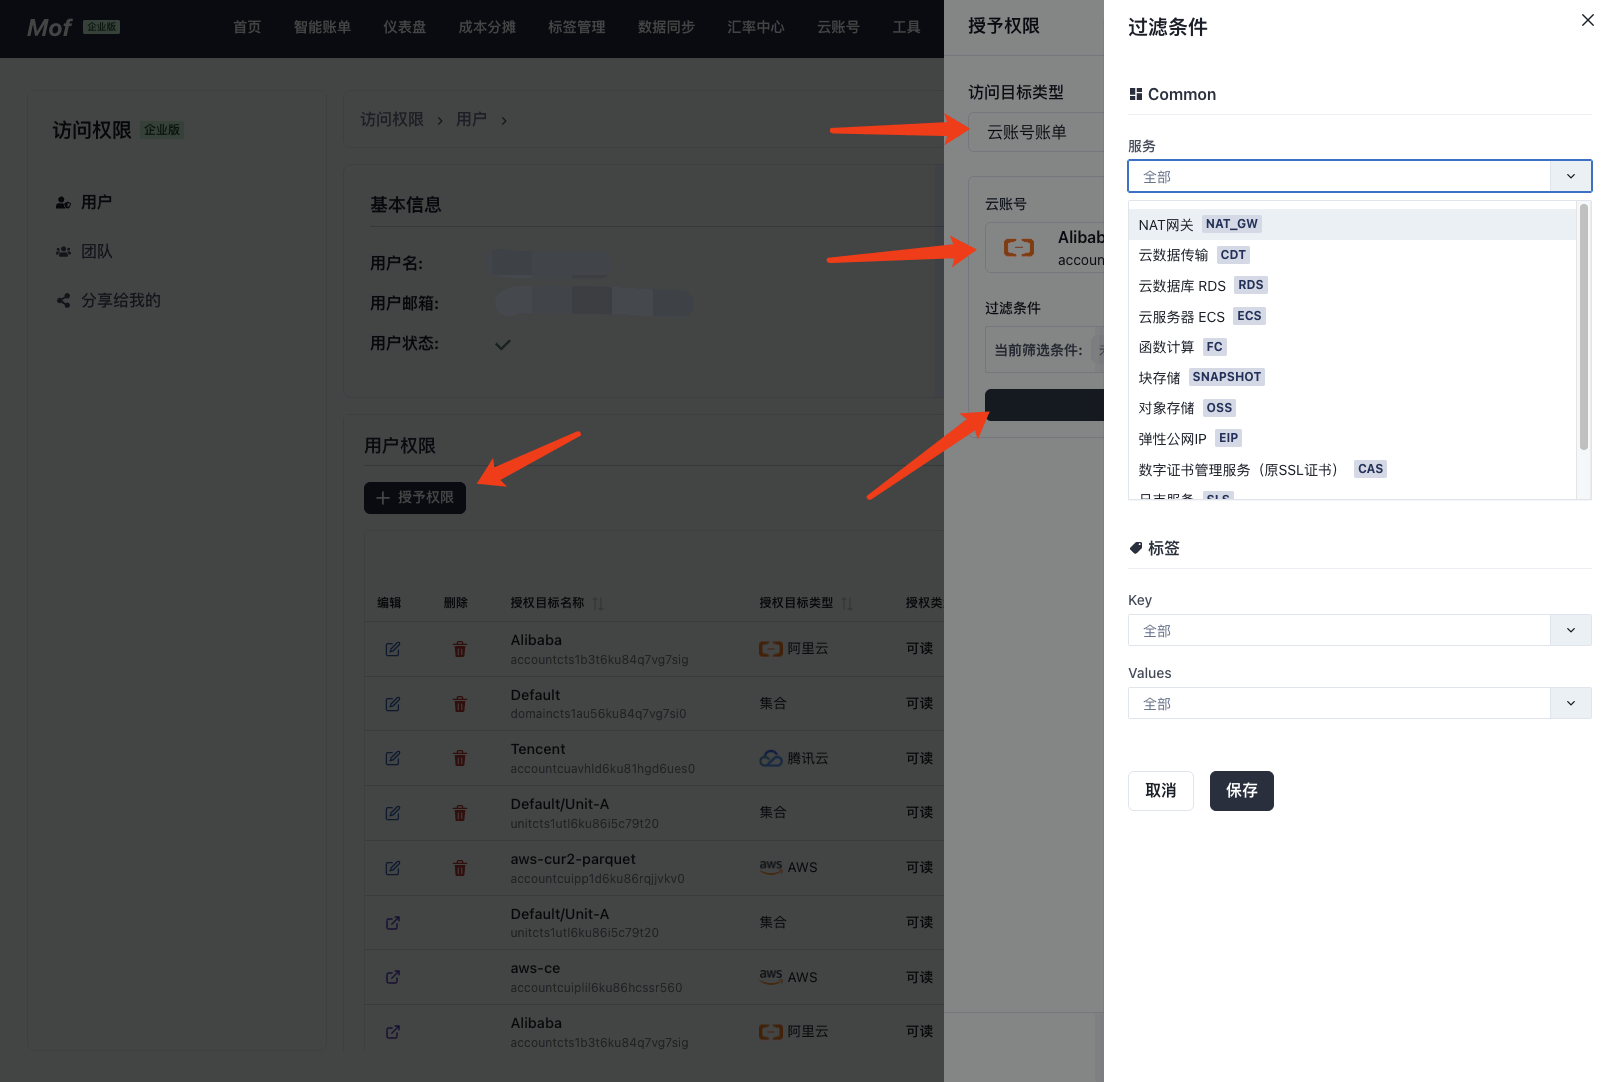 Mof 企业版
首页 智能账单 仪表盘 成本分摊 标签管理 数据同步 汇率中心 云账号 工具
访问权限 企业版
用户
团队
分享给我的
访问权限 › 用户 ›
基本信息
用户名:
用户邮箱:
用户状态:
用户权限
授予权限
编辑 删除 授权目标名称 授权目标类型 授权类
Alibaba
accountcts1b3t6ku84q7vg7sig
阿里云 可读
Default
domaincts1au56ku84q7vg7si0
集合 可读
Tencent
accountcuavhld6ku81hgd6ues0
腾讯云 可读
Default/Unit-A
unitcts1utl6ku86i5c79t20
集合 可读
aws-cur2-parquet
accountcuipp1d6ku86rqjjvkv0
aws AWS 可读
Default/Unit-A
unitcts1utl6ku86i5c79t20
集合 可读
aws-ce
accountcuiplil6ku86hcssr560
aws AWS 可读
Alibaba
accountcts1b3t6ku84q7vg7sig
阿里云 可读
授予权限
访问目标类型
云账号账单
云账号
Alibab
accoun
过滤条件
当前筛选条件:
过滤条件
Common
服务
全部
NAT网关 NAT_GW
云数据传输 CDT
云数据库 RDS RDS
云服务器 ECS ECS
函数计算 FC
块存储 SNAPSHOT
对象存储 OSS
弹性公网IP EIP
数字证书管理服务（原SSL证书） CAS
日志服务 SLS
标签
Key
全部
Values
全部
取消 保存